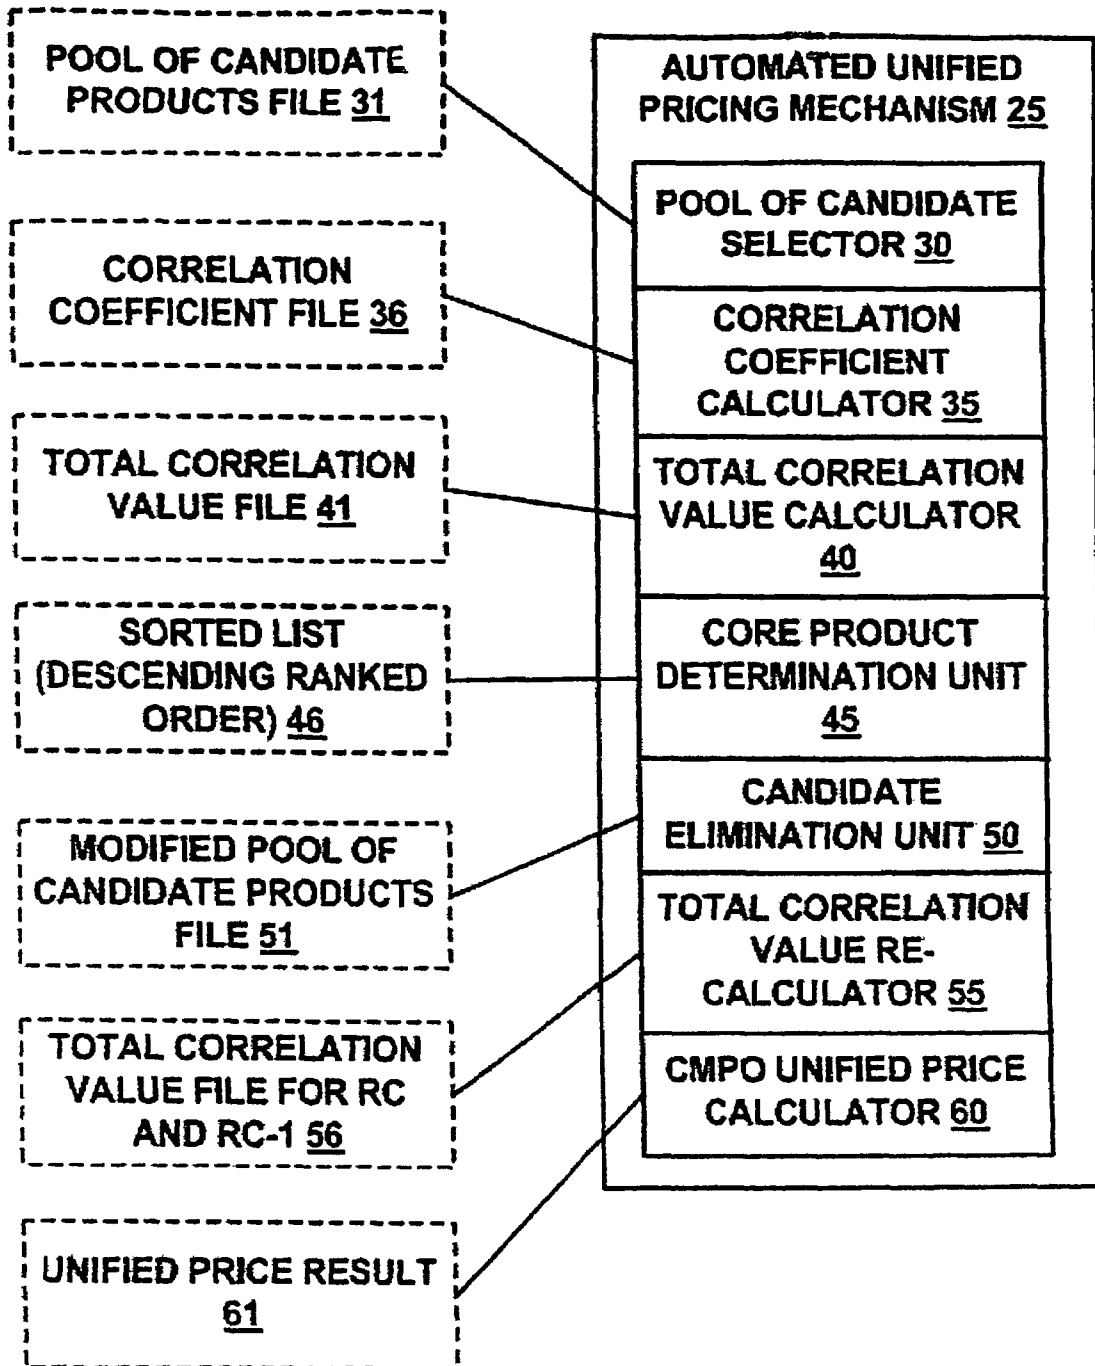 POOL OF CANDIDATE
PRODUCTS FILE 31
CORRELATION
COEFFICIENT FILE 36
TOTAL CORRELATION
VALUE FILE 41
SORTED LIST
(DESCENDING RANKED
ORDER) 46
MODIFIED POOL OF
CANDIDATE PRODUCTS
FILE 51
TOTAL CORRELATION
VALUE FILE FOR RC
AND RC-1 56
UNIFIED PRICE RESULT
61
AUTOMATED UNIFIED
PRICING MECHANISM 25
POOL OF CANDIDATE
SELECTOR 30
CORRELATION
COEFFICIENT
CALCULATOR 35
TOTAL CORRELATION
VALUE CALCULATOR
40
CORE PRODUCT
DETERMINATION UNIT
45
CANDIDATE
ELIMINATION UNIT 50
TOTAL CORRELATION
VALUE RE-
CALCULATOR 55
CMPO UNIFIED PRICE
CALCULATOR 60